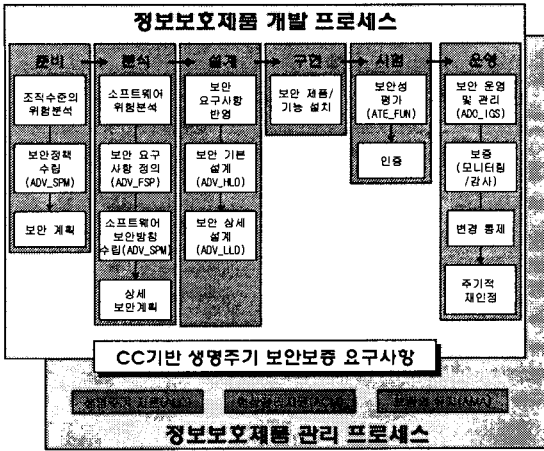 정보보호제품 개발 프로세스
준비
분석
설계
구현
시험
운영
조직수준의
위험분석
보안정책
수립
(ADV_SPM)
보안 계획
소프트웨어
위험분석
보안 요구
사항 정의
(ADV_FSP)
소프트웨어
보안방침
수립(ADV_SPM)
상세
보안계획
보안
요구사항
반영
보안 기본
설계
(ADV_HLD)
보안 상세
설계
(ADV_LLD)
보안 제품/
기능 설치
보안성
평가
(ATE_FUN)
인증
보안 운영
및 관리
(ADO_IGS)
보증
(모니터링
/감사)
변경 통제
주기적
재인정
CC기반 생명주기 보안보증 요구사항
정보보호제품 관리 프로세스